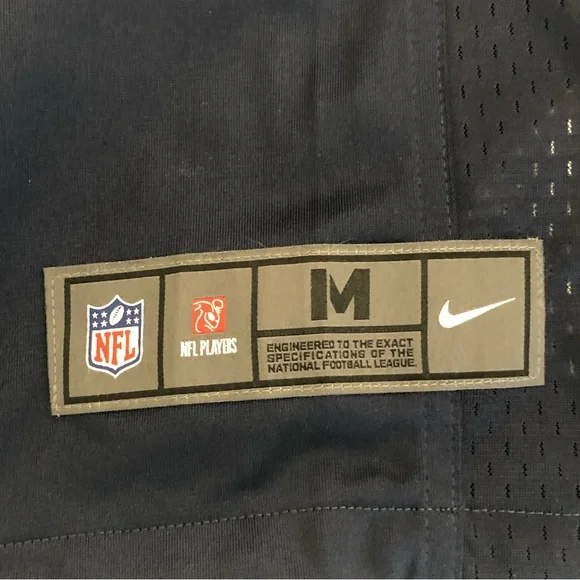 NFL
NFL PLAYERS
M
ENGINEERED TO THE EXACT
SPECIFICATIONS OF THE
NATIONAL FOOTBALL LEAGUE.